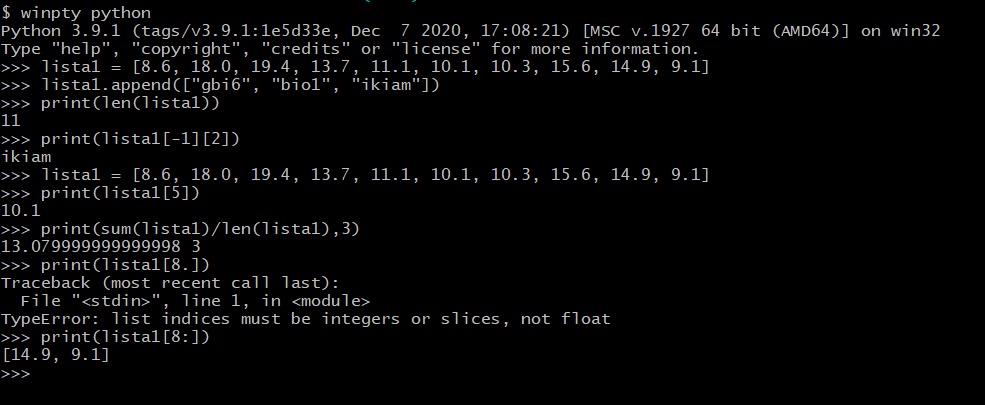 $ winpty python
Python 3.9.1 (tags/v3.9.1:1e5d33e, Dec  7 2020, 17:08:21) [MSC v.1927 64 bit (AMD64)] on win32
Type "help", "copyright", "credits" or "license" for more information.
>>> lista1 = [8.6, 18.0, 19.4, 13.7, 11.1, 10.1, 10.3, 15.6, 14.9, 9.1]
>>> lista1.append(["gbi6", "bio1", "ikiam"])
>>> print(len(lista1))
11
>>> print(lista1[-1][2])
ikiam
>>> lista1 = [8.6, 18.0, 19.4, 13.7, 11.1, 10.1, 10.3, 15.6, 14.9, 9.1]
>>> print(lista1[5])
10.1
>>> print(sum(lista1)/len(lista1),3)
13.079999999999998 3
>>> print(lista1[8.])
Traceback (most recent call last):
  File "<stdin>", line 1, in <module>
TypeError: list indices must be integers or slices, not float
>>> print(lista1[8:])
[14.9, 9.1]
>>>